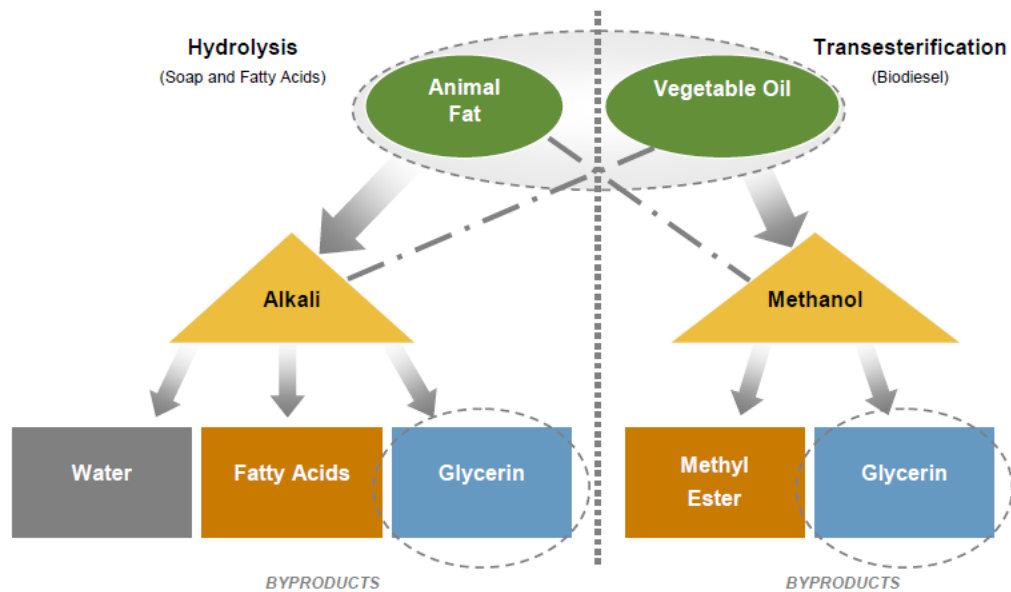 Hydrolysis
(Soap and Fatty Acids)
Transesterification
(Biodiesel)
Animal
Fat
Vegetable Oil
Alkali
Methanol
Water
Fatty Acids
Glycerin
Methyl
Ester
Glycerin
BYPRODUCTS
BYPRODUCTS